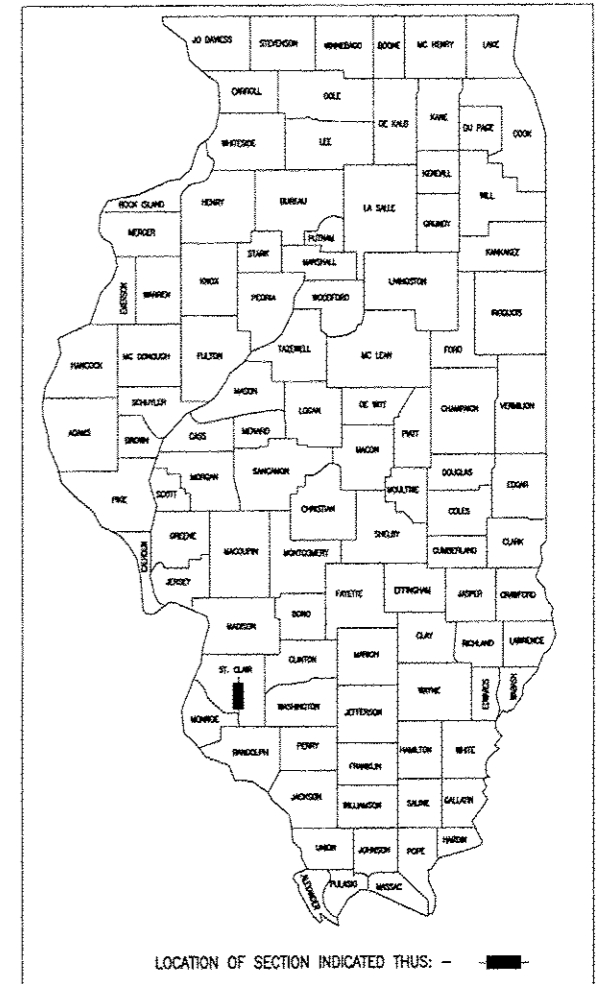 JO DAVIESS STEVENSON WINNEBAGO BOONE MC HENRY LAKE
CARROLL OGLE DE KALB KANE DU PAGE COOK
WHITESIDE LEE KENDALL WILL
ROCK ISLAND HENRY BUREAU LA SALLE GRUNDY
MERCER PUTNAM KANKAKEE
STARK MARSHALL
KNOX LIVINGSTON
WARREN PEORIA WOODFORD IROQUOIS
HANCOCK MC DONOUGH FULTON TAZEWELL MC LEAN FORD
SCHUYLER MASON LOGAN DE WITT CHAMPAIGN VERMILION
ADAMS BROWN CASS MENARD MACON PIATT
PIKE SCOTT MORGAN SANGAMON MOULTRIE DOUGLAS EDGAR
CHRISTIAN COLES
CALHOUN GREENE MACOUPIN MONTGOMERY SHELBY CUMBERLAND CLARK
JERSEY FAYETTE EFFINGHAM JASPER CRAWFORD
MADISON BOND CLAY RICHLAND LAWRENCE
ST. CLAIR CLINTON MARION WAYNE EDWARDS WABASH
MONROE WASHINGTON JEFFERSON
RANDOLPH PERRY HAMILTON WHITE
FRANKLIN
JACKSON WILLIAMSON SALINE GALLATIN
UNION JOHNSON POPE HARDIN
ALEXANDER PULASKI MASSAC
LOCATION OF SECTION INDICATED THUS: -